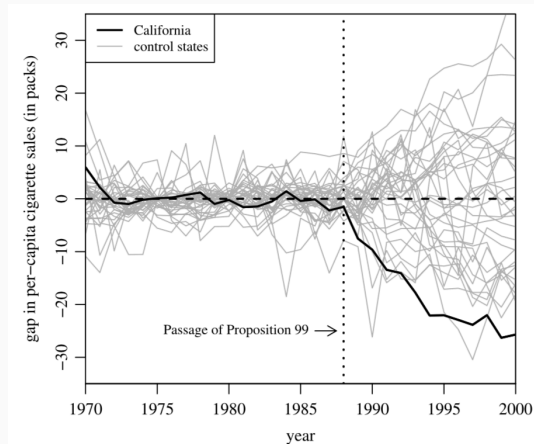 California
control states
gap in per−capita cigarette sales (in packs)
30
20
10
0
−10
−20
−30
Passage of Proposition 99
1970
1975
1980
1985
1990
1995
2000
year